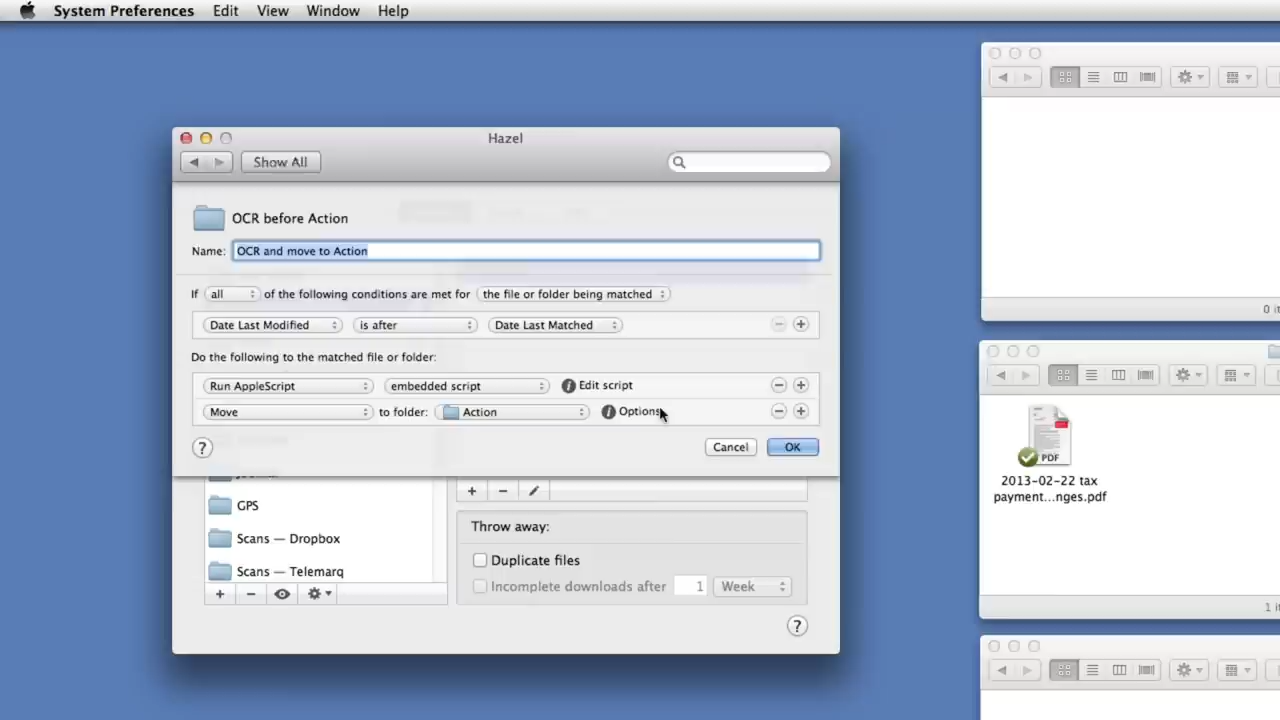 System Preferences Edit View Window Help
Hazel
Show All
OCR before Action
Name: OCR and move to Action
If all of the following conditions are met for the file or folder being matched
Date Last Modified is after Date Last Matched
Do the following to the matched file or folder:
Run AppleScript embedded script Edit script
Move to folder: Action Options
? Cancel OK
GPS
Scans — Dropbox
Scans — Telemarq
Throw away:
Duplicate files
Incomplete downloads after 1 Week
?
0 it
PDF
2013-02-22 tax
payment...nges.pdf
1 it